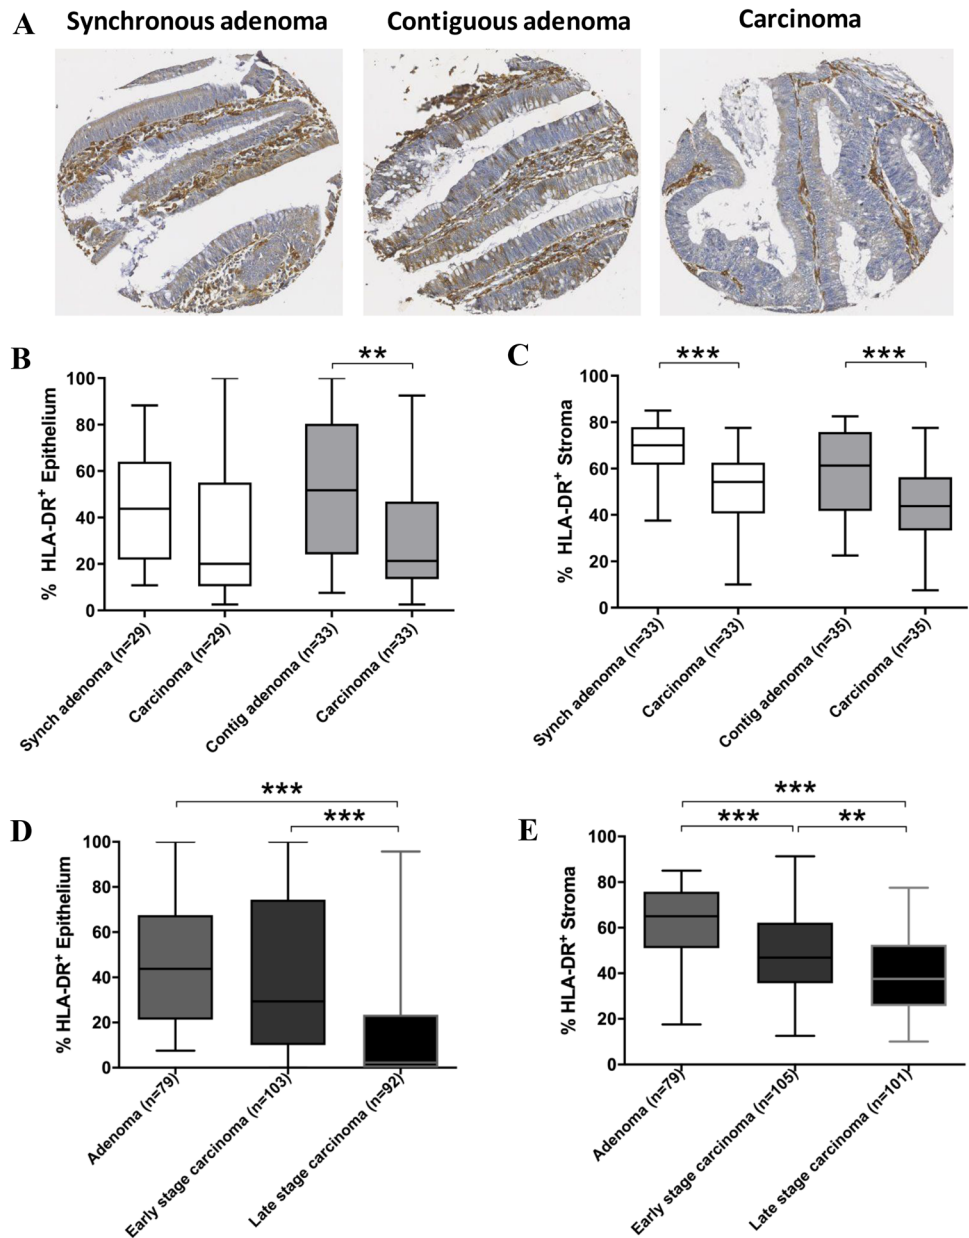 A
Synchronous adenoma
Contiguous adenoma
Carcinoma
B
**
% HLA-DR⁺ Epithelium
100
80
60
40
20
0
Synch adenoma (n=29)
Carcinoma (n=29)
Contig adenoma (n=33)
Carcinoma (n=33)
C
***
***
% HLA-DR⁺ Stroma
100
80
60
40
20
0
Synch adenoma (n=33)
Carcinoma (n=33)
Contig adenoma (n=35)
Carcinoma (n=35)
D
***
***
% HLA-DR⁺ Epithelium
100
80
60
40
20
0
Adenoma (n=79)
Early stage carcinoma (n=103)
Late stage carcinoma (n=92)
E
***
***
**
% HLA-DR⁺ Stroma
100
80
60
40
20
0
Adenoma (n=79)
Early stage carcinoma (n=105)
Late stage carcinoma (n=101)